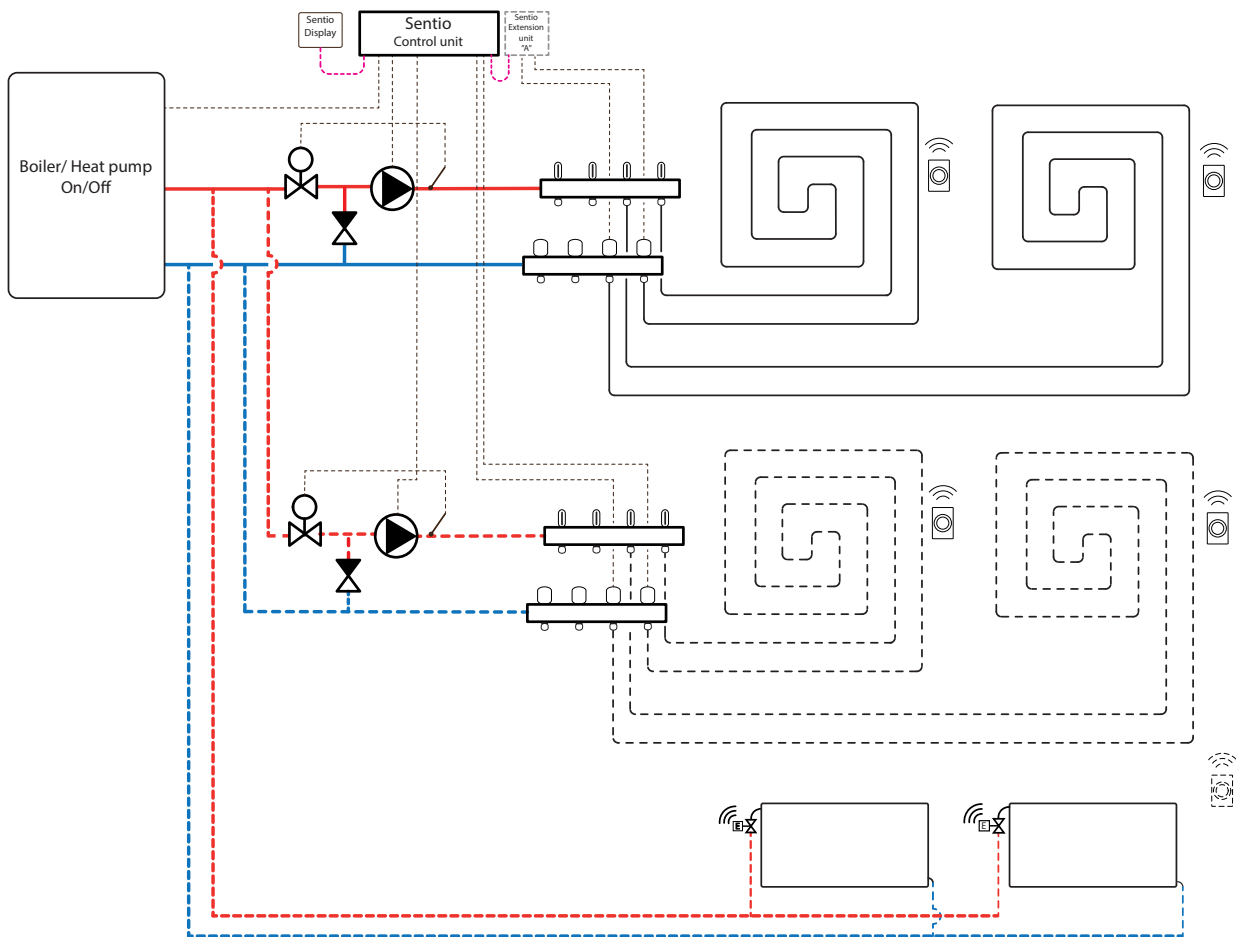 Sentio
Display
Sentio
Control unit
Sentio
Extension
unit
"A"
Boiler/ Heat pump
On/Off
E
E